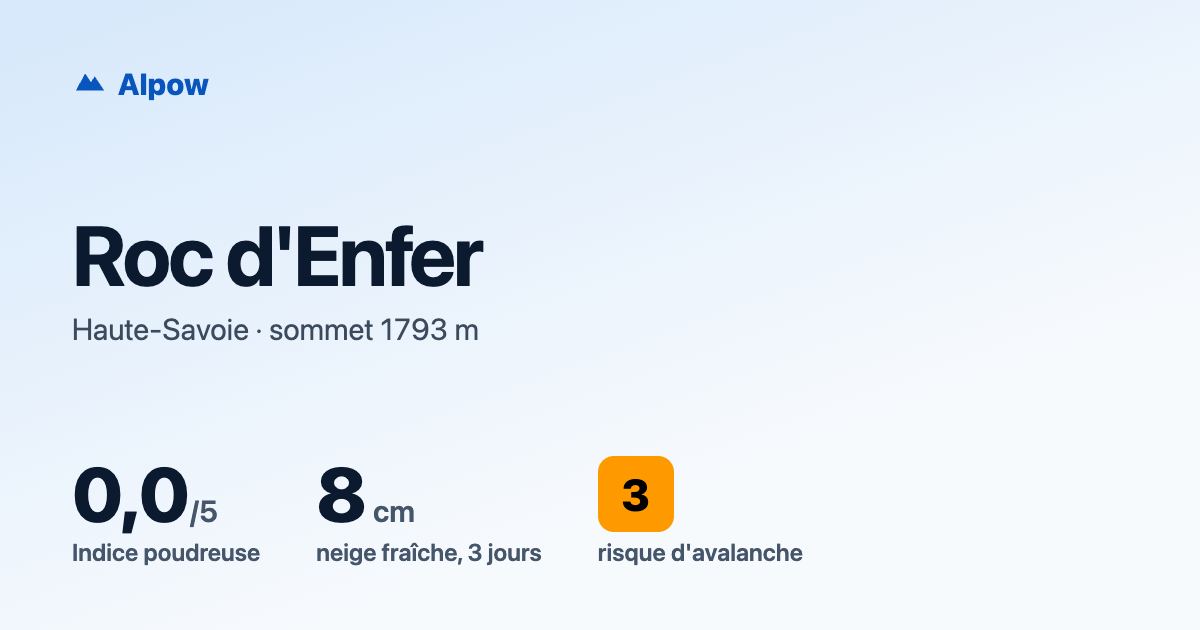 Alpow
Roc d'Enfer
Haute-Savoie · sommet 1793 m
0,0/5
Indice poudreuse
8 cm
neige fraîche, 3 jours
3
risque d'avalanche